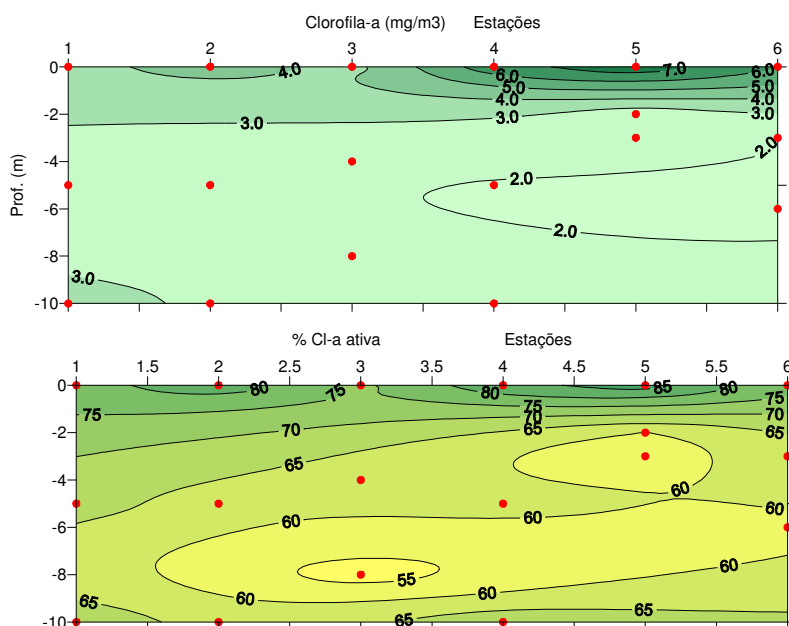 Clorofila-a (mg/m3) Estações
1 2 3 4 5 6
0 4.0 6.0 7.0 6.0
5.0 5.0
4.0 4.0
-2 3.0 3.0 3.0
2.0
-4
2.0
Prof. (m)
-6
2.0
-8
3.0
-10
% Cl-a ativa Estações
1 1.5 2 2.5 3 3.5 4 4.5 5 5.5 6
0 80 75 80 85 80
75 75 75
70 70
-2 70 65 65
65
-4
60
60 60 60
-6
60
-8 55
60 60
65 65 65
-10